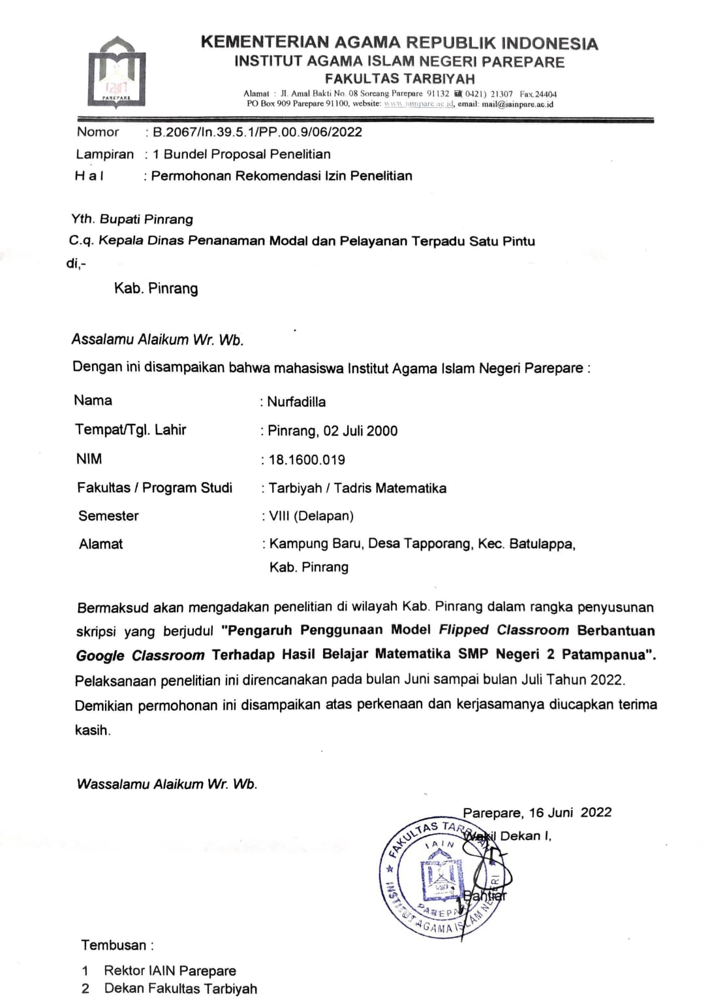 iain
PAREPARE
KEMENTERIAN AGAMA REPUBLIK INDONESIA
INSTITUT AGAMA ISLAM NEGERI PAREPARE
FAKULTAS TARBIYAH
Alamat : Jl. Amal Bakti No. 08 Soreang Parepare 91132 ☎ 0421) 21307 Fax.24404
PO Box 909 Parepare 91100, website: www.iainpare.ac.id, email: mail@iainpare.ac.id
Nomor : B.2067/In.39.5.1/PP.00.9/06/2022
Lampiran : 1 Bundel Proposal Penelitian
H a l : Permohonan Rekomendasi Izin Penelitian
Yth. Bupati Pinrang
C.q. Kepala Dinas Penanaman Modal dan Pelayanan Terpadu Satu Pintu
di,-
Kab. Pinrang
Assalamu Alaikum Wr. Wb.
Dengan ini disampaikan bahwa mahasiswa Institut Agama Islam Negeri Parepare :
Nama : Nurfadilla
Tempat/Tgl. Lahir : Pinrang, 02 Juli 2000
NIM : 18.1600.019
Fakultas / Program Studi : Tarbiyah / Tadris Matematika
Semester : VIII (Delapan)
Alamat : Kampung Baru, Desa Tapporang, Kec. Batulappa,
Kab. Pinrang
Bermaksud akan mengadakan penelitian di wilayah Kab. Pinrang dalam rangka penyusunan
skripsi yang berjudul "Pengaruh Penggunaan Model Flipped Classroom Berbantuan
Google Classroom Terhadap Hasil Belajar Matematika SMP Negeri 2 Patampanua".
Pelaksanaan penelitian ini direncanakan pada bulan Juni sampai bulan Juli Tahun 2022.
Demikian permohonan ini disampaikan atas perkenaan dan kerjasamanya diucapkan terima
kasih.
Wassalamu Alaikum Wr. Wb.
Parepare, 16 Juni 2022
Wakil Dekan I,
Bahtiar
FAKULTAS TARBIYAH
IAIN
PAREPARE
INSTITUT AGAMA ISLAM NEGERI
Tembusan :
1 Rektor IAIN Parepare
2 Dekan Fakultas Tarbiyah